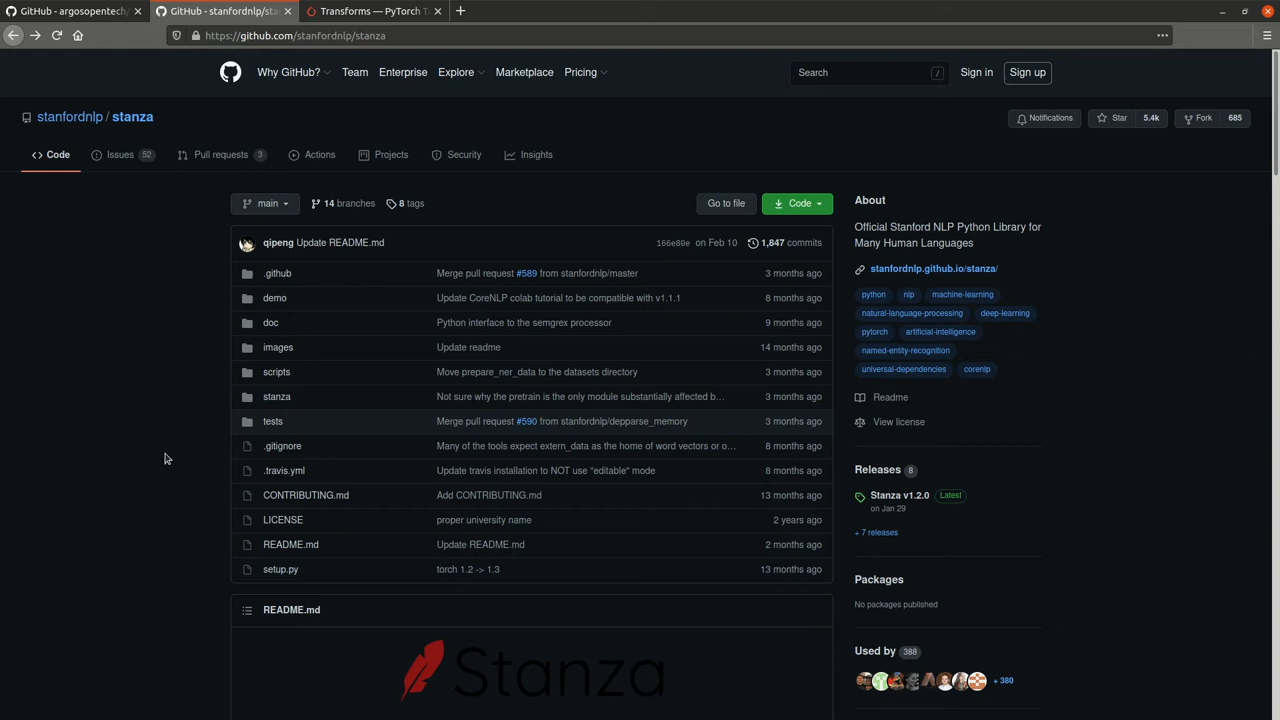 GitHub - argosopentech/
GitHub - stanfordnlp/sta
Transforms — PyTorch T
https://github.com/stanfordnlp/stanza
Why GitHub?
Team
Enterprise
Explore
Marketplace
Pricing
Search
/
Sign in
Sign up
stanfordnlp / stanza
Notifications
Star 5.4k
Fork 685
Code
Issues 52
Pull requests 3
Actions
Projects
Security
Insights
main
14 branches
8 tags
Go to file
Code
qipeng Update README.md 166e80e on Feb 10 1,847 commits
.github Merge pull request #589 from stanfordnlp/master 3 months ago
demo Update CoreNLP colab tutorial to be compatible with v1.1.1 8 months ago
doc Python interface to the semgrex processor 9 months ago
images Update readme 14 months ago
scripts Move prepare_ner_data to the datasets directory 3 months ago
stanza Not sure why the pretrain is the only module substantially affected b… 3 months ago
tests Merge pull request #590 from stanfordnlp/depparse_memory 3 months ago
.gitignore Many of the tools expect extern_data as the home of word vectors or o… 8 months ago
.travis.yml Update travis installation to NOT use "editable" mode 8 months ago
CONTRIBUTING.md Add CONTRIBUTING.md 13 months ago
LICENSE proper university name 2 years ago
README.md Update README.md 2 months ago
setup.py torch 1.2 -> 1.3 13 months ago
README.md
Stanza
About
Official Stanford NLP Python Library for
Many Human Languages
stanfordnlp.github.io/stanza/
python nlp machine-learning
natural-language-processing deep-learning
pytorch artificial-intelligence
named-entity-recognition
universal-dependencies corenlp
Readme
View license
Releases 8
Stanza v1.2.0 Latest
on Jan 29
+ 7 releases
Packages
No packages published
Used by 388
+ 380